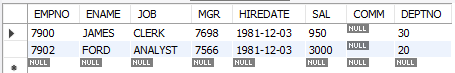 EMPNO ENAME JOB MGR HIREDATE SAL COMM DEPTNO
7900 JAMES CLERK 7698 1981-12-03 950 NULL 30
7902 FORD ANALYST 7566 1981-12-03 3000 NULL 20
NULL NULL NULL NULL NULL NULL NULL NULL